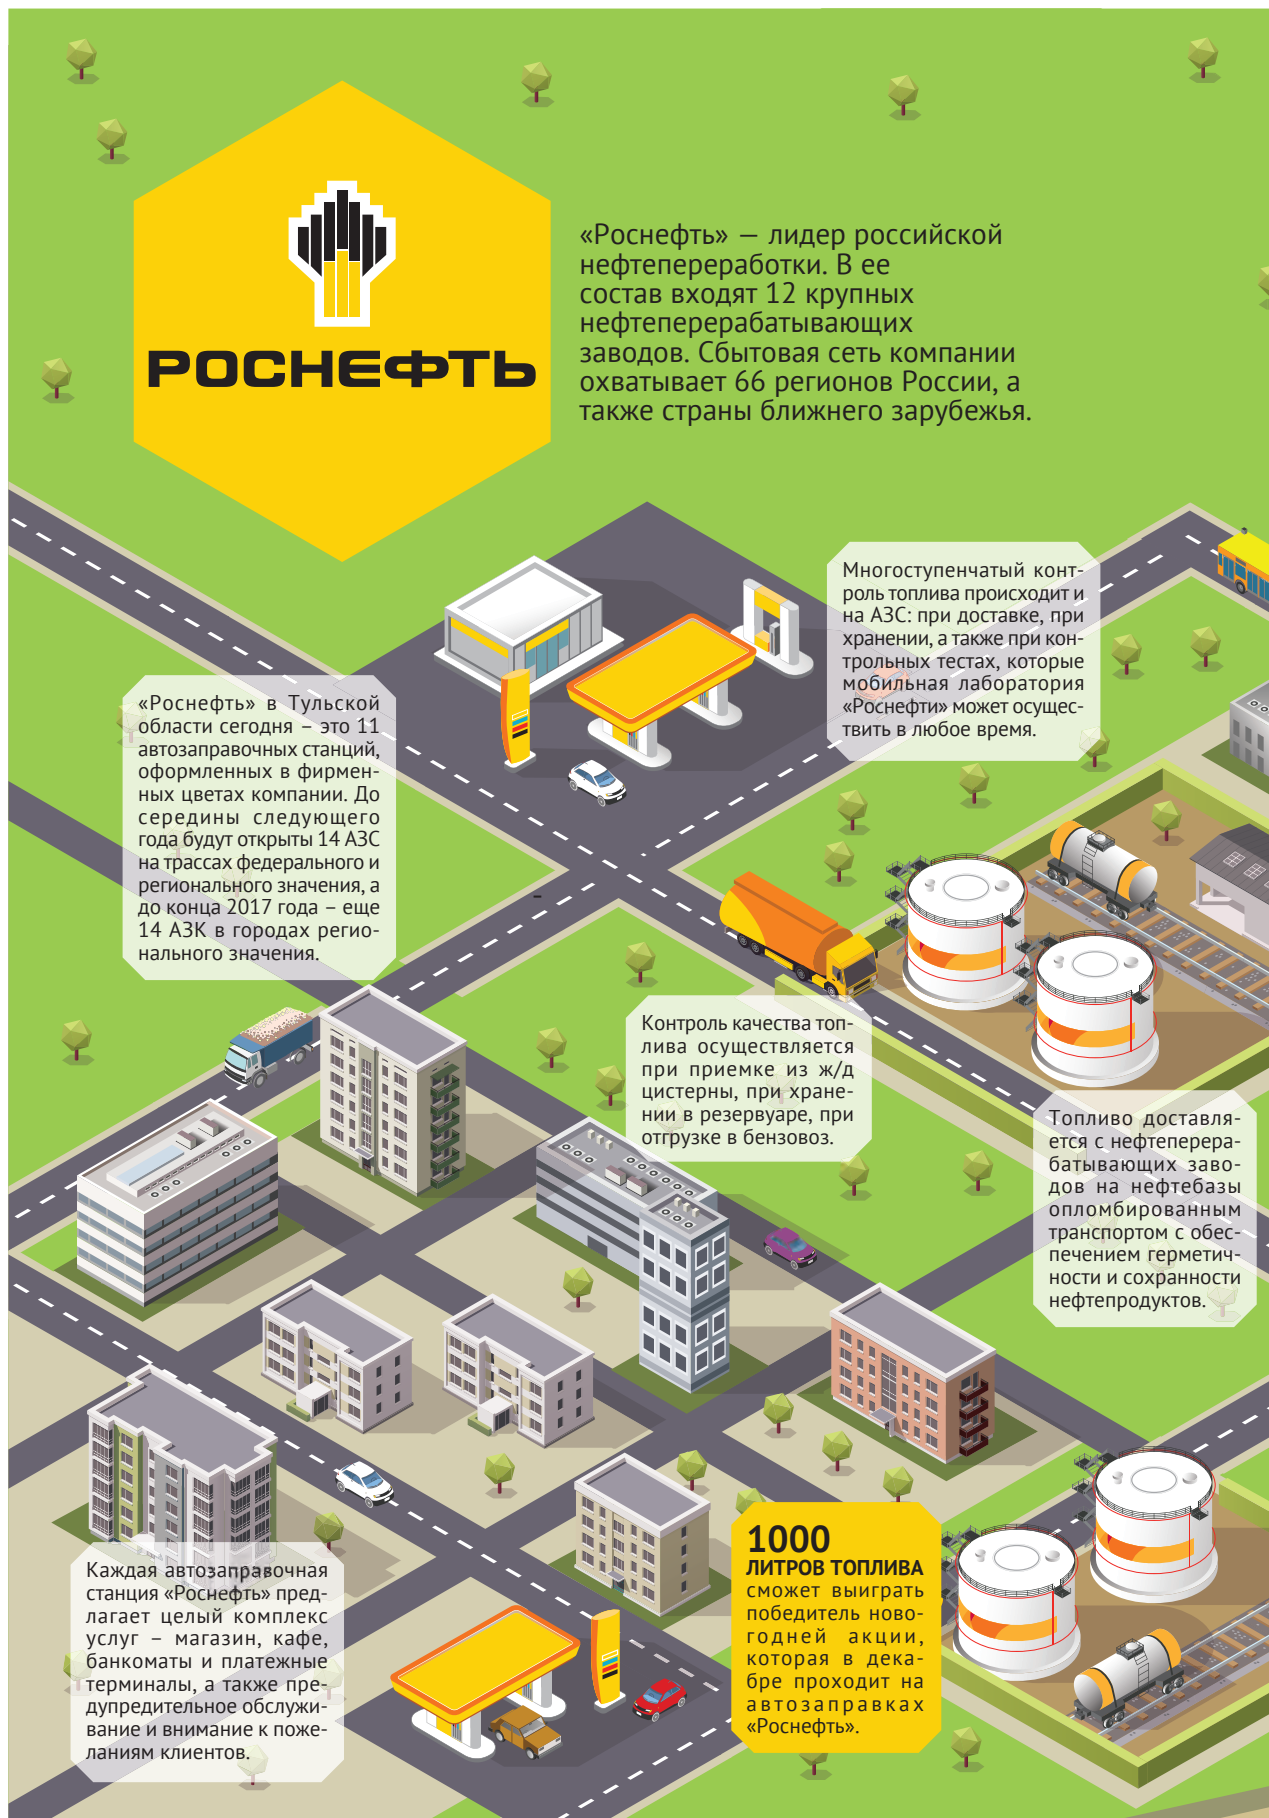 РОСНЕФТЬ
«Роснефть» — лидер российской
нефтепереработки. В ее
состав входят 12 крупных
нефтеперерабатывающих
заводов. Сбытовая сеть компании
охватывает 66 регионов России, а
также страны ближнего зарубежья.
Многоступенчатый конт-
роль топлива происходит и
на АЗС: при доставке, при
хранении, а также при кон-
трольных тестах, которые
мобильная лаборатория
«Роснефти» может осущес-
твить в любое время.
«Роснефть» в Тульской
области сегодня – это 11
автозаправочных станций,
оформленных в фирмен-
ных цветах компании. До
середины следующего
года будут открыты 14 АЗС
на трассах федерального и
регионального значения, а
до конца 2017 года – еще
14 АЗК в городах регио-
нального значения.
Контроль качества топ-
лива осуществляется
при приемке из ж/д
цистерны, при хране-
нии в резервуаре, при
отгрузке в бензовоз.
Топливо доставля-
ется с нефтеперера-
батывающих заво-
дов на нефтебазы
опломбированным
транспортом с обес-
печением герметич-
ности и сохранности
нефтепродуктов.
Каждая автозаправочная
станция «Роснефть» пред-
лагает целый комплекс
услуг – магазин, кафе,
банкоматы и платежные
терминалы, а также пре-
дупредительное обслужи-
вание и внимание к поже-
ланиям клиентов.
1000
ЛИТРОВ ТОПЛИВА
сможет выиграть
победитель ново-
годней акции,
которая в дека-
бре проходит на
автозаправках
«Роснефть».